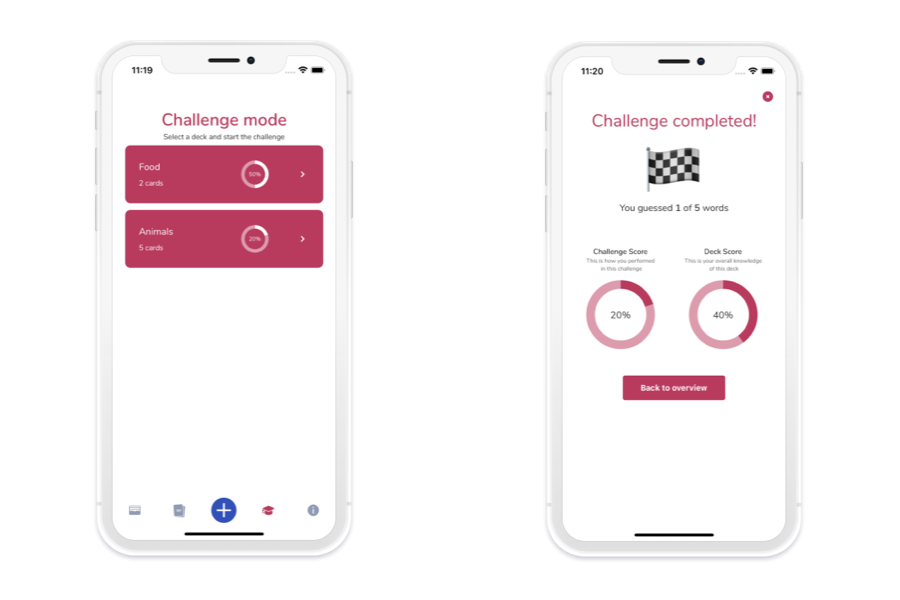 11:19
Challenge mode
Select a deck and start the challenge
Food
2 cards
50%
Animals
5 cards
20%
11:20
Challenge completed!
You guessed 1 of 5 words
Challenge Score
This is how you performed
in this challenge
20%
Deck Score
This is your overall knowledge
of this deck
40%
Back to overview